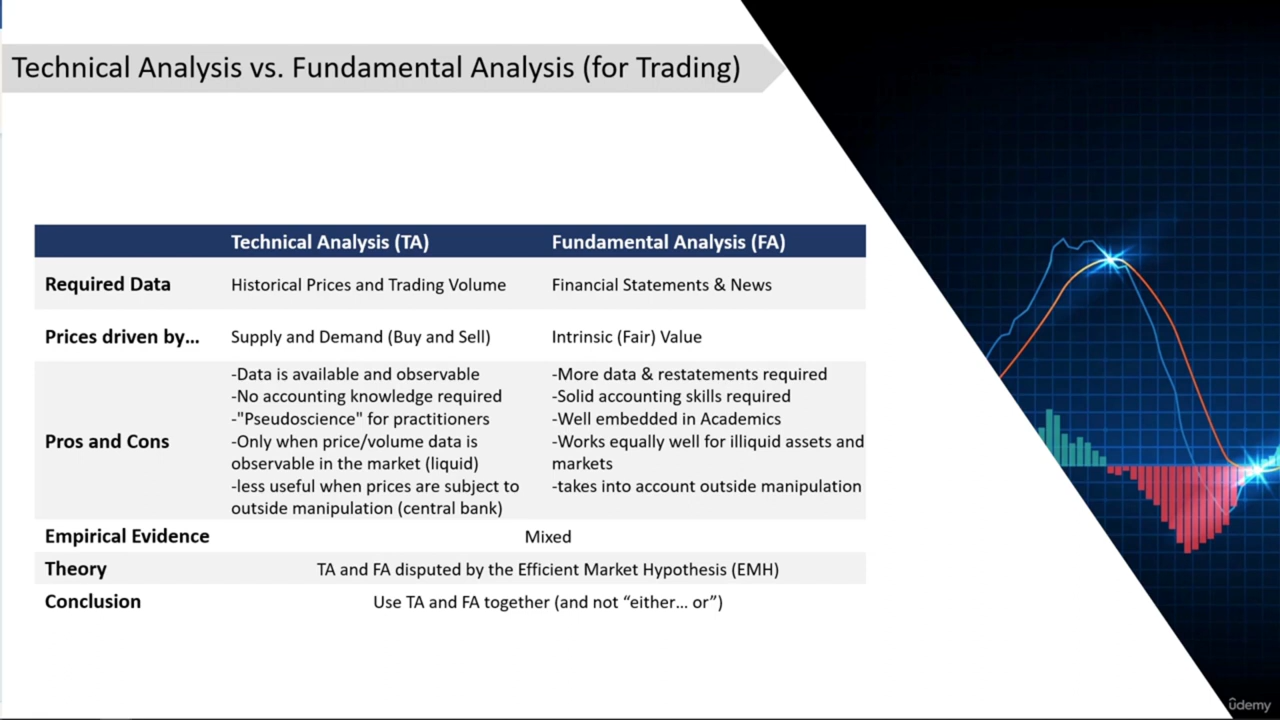 Technical Analysis vs. Fundamental Analysis (for Trading)
Technical Analysis (TA) Fundamental Analysis (FA)
Required Data Historical Prices and Trading Volume Financial Statements & News
Prices driven by... Supply and Demand (Buy and Sell) Intrinsic (Fair) Value
Pros and Cons
-Data is available and observable
-No accounting knowledge required
-"Pseudoscience" for practitioners
-Only when price/volume data is
observable in the market (liquid)
-less useful when prices are subject to
outside manipulation (central bank)
-More data & restatements required
-Solid accounting skills required
-Well embedded in Academics
-Works equally well for illiquid assets and
markets
-takes into account outside manipulation
Empirical Evidence Mixed
Theory TA and FA disputed by the Efficient Market Hypothesis (EMH)
Conclusion Use TA and FA together (and not “either... or”)
ûdemy